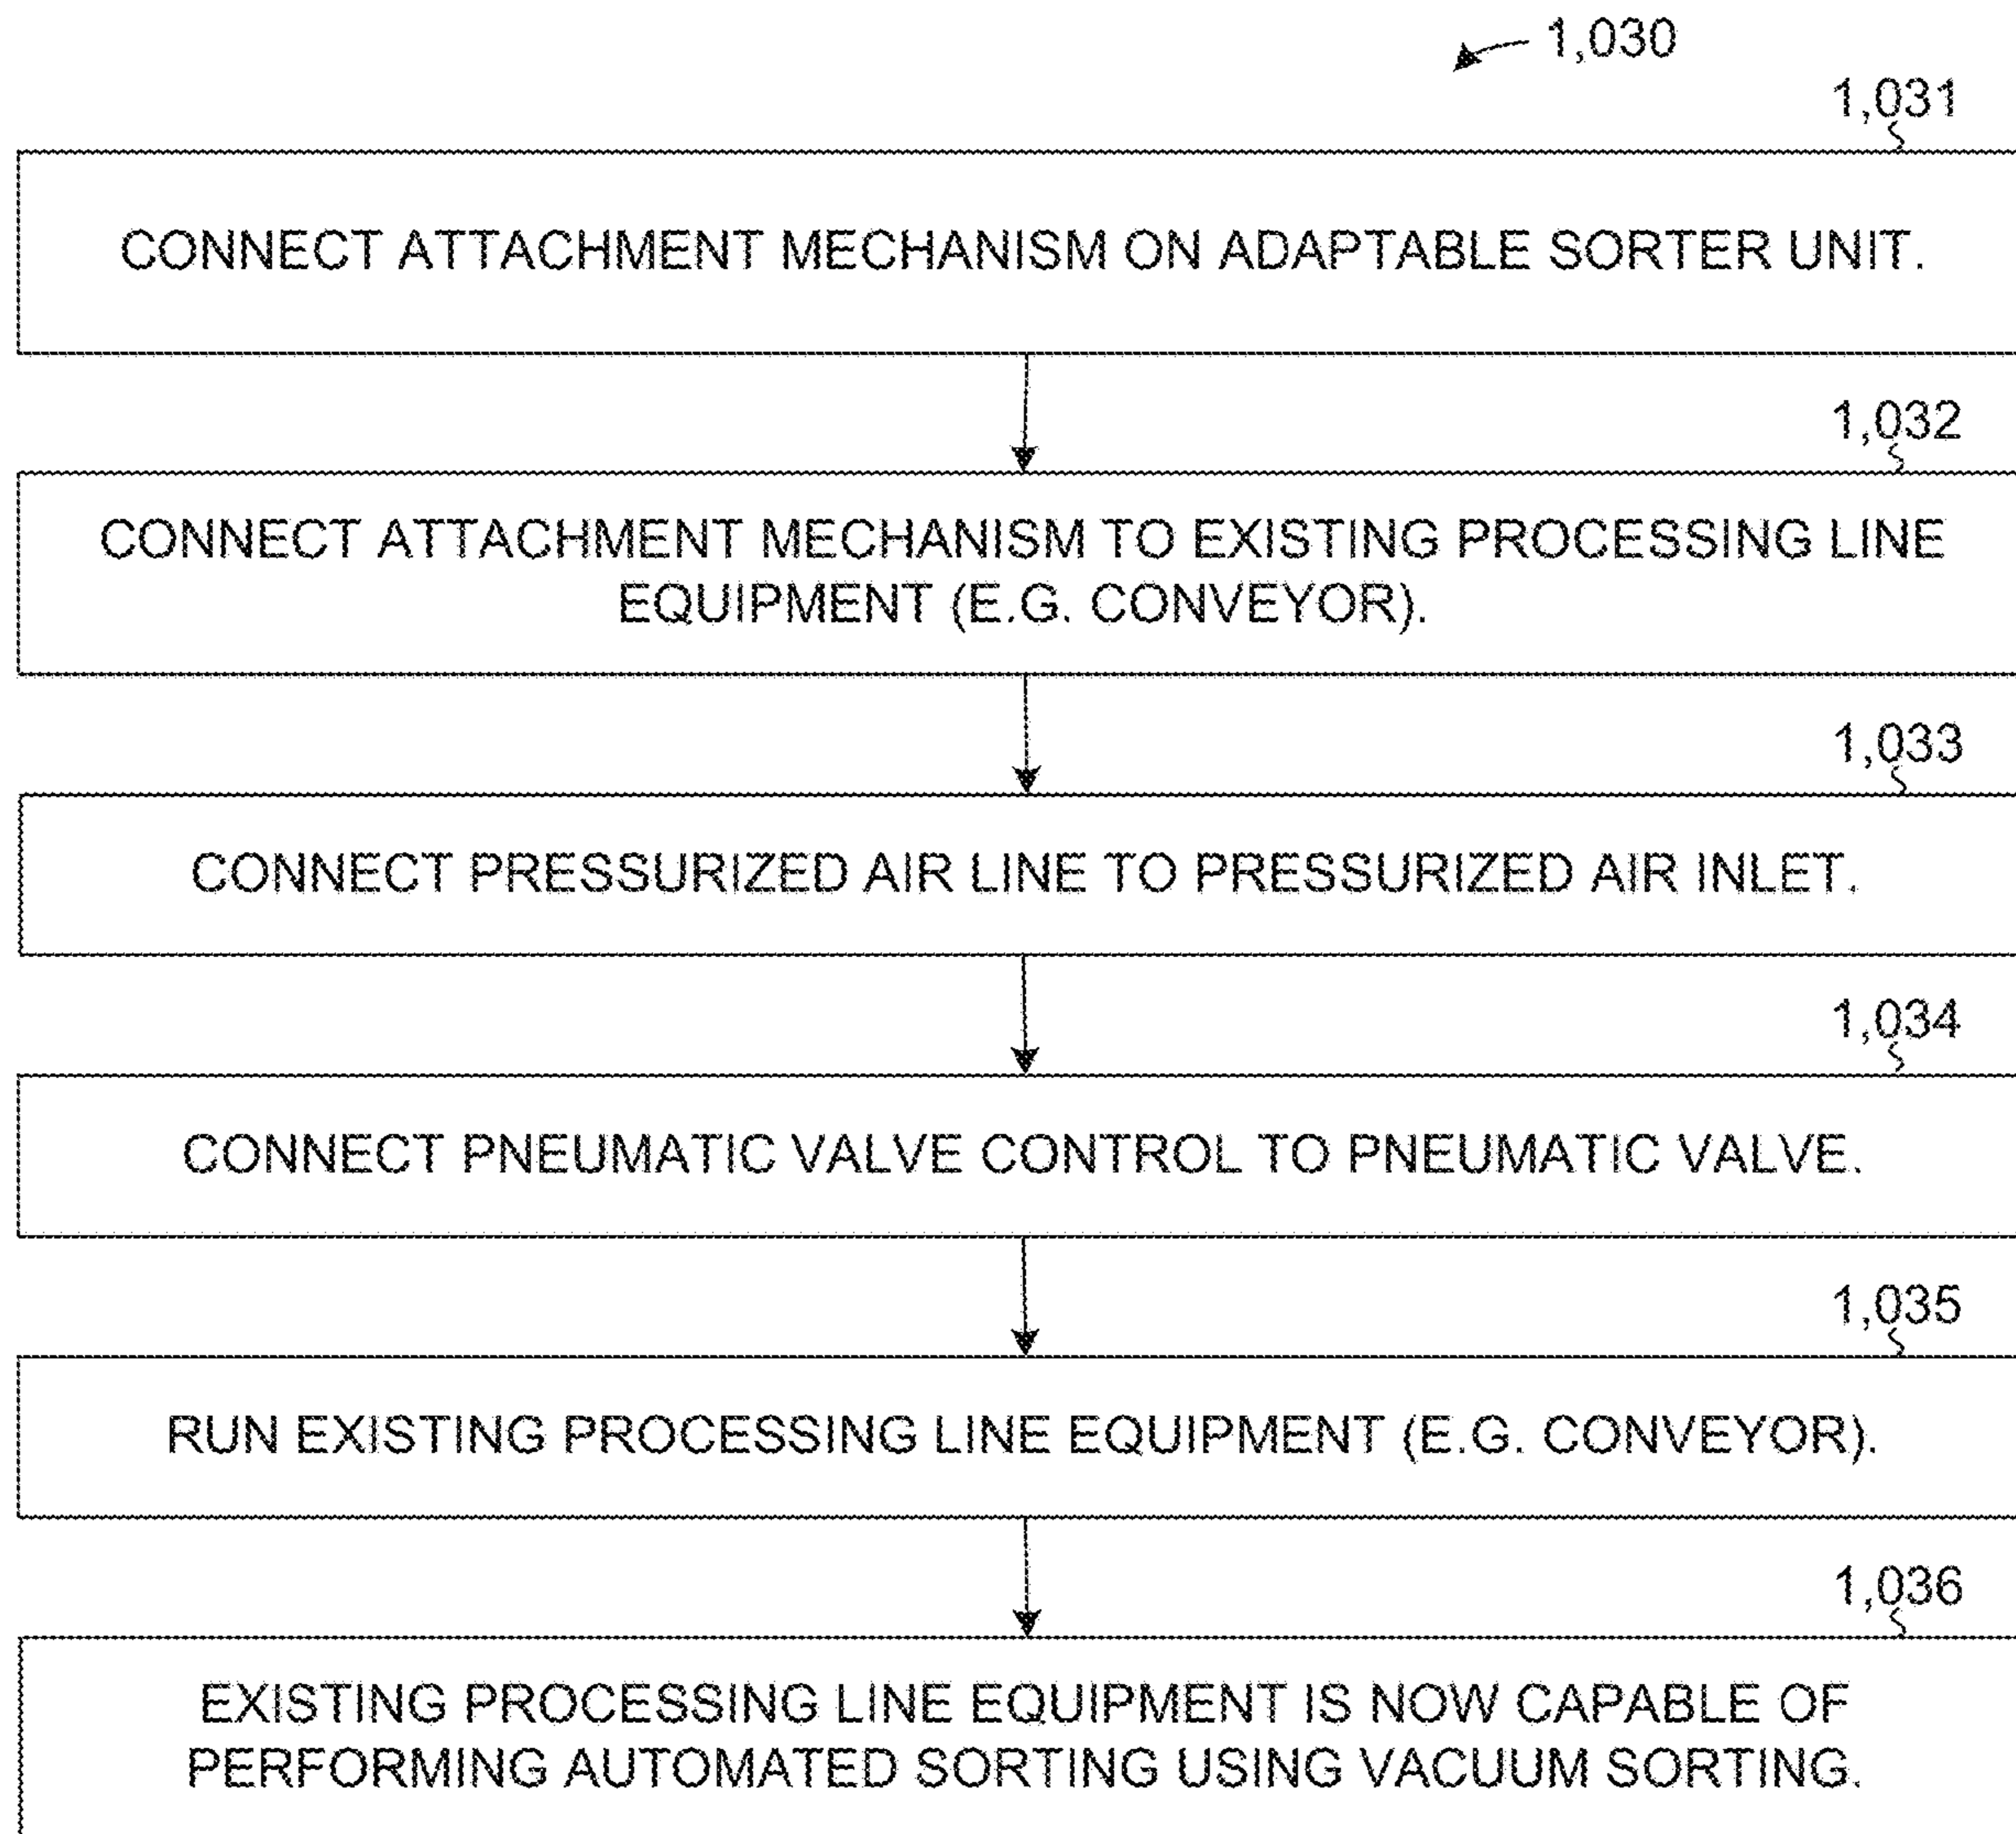 1,030
1,031
CONNECT ATTACHMENT MECHANISM ON ADAPTABLE SORTER UNIT.
1,032
CONNECT ATTACHMENT MECHANISM TO EXISTING PROCESSING LINE
EQUIPMENT (E.G. CONVEYOR).
1,033
CONNECT PRESSURIZED AIR LINE TO PRESSURIZED AIR INLET.
1,034
CONNECT PNEUMATIC VALVE CONTROL TO PNEUMATIC VALVE.
1,035
RUN EXISTING PROCESSING LINE EQUIPMENT (E.G. CONVEYOR).
1,036
EXISTING PROCESSING LINE EQUIPMENT IS NOW CAPABLE OF
PERFORMING AUTOMATED SORTING USING VACUUM SORTING.